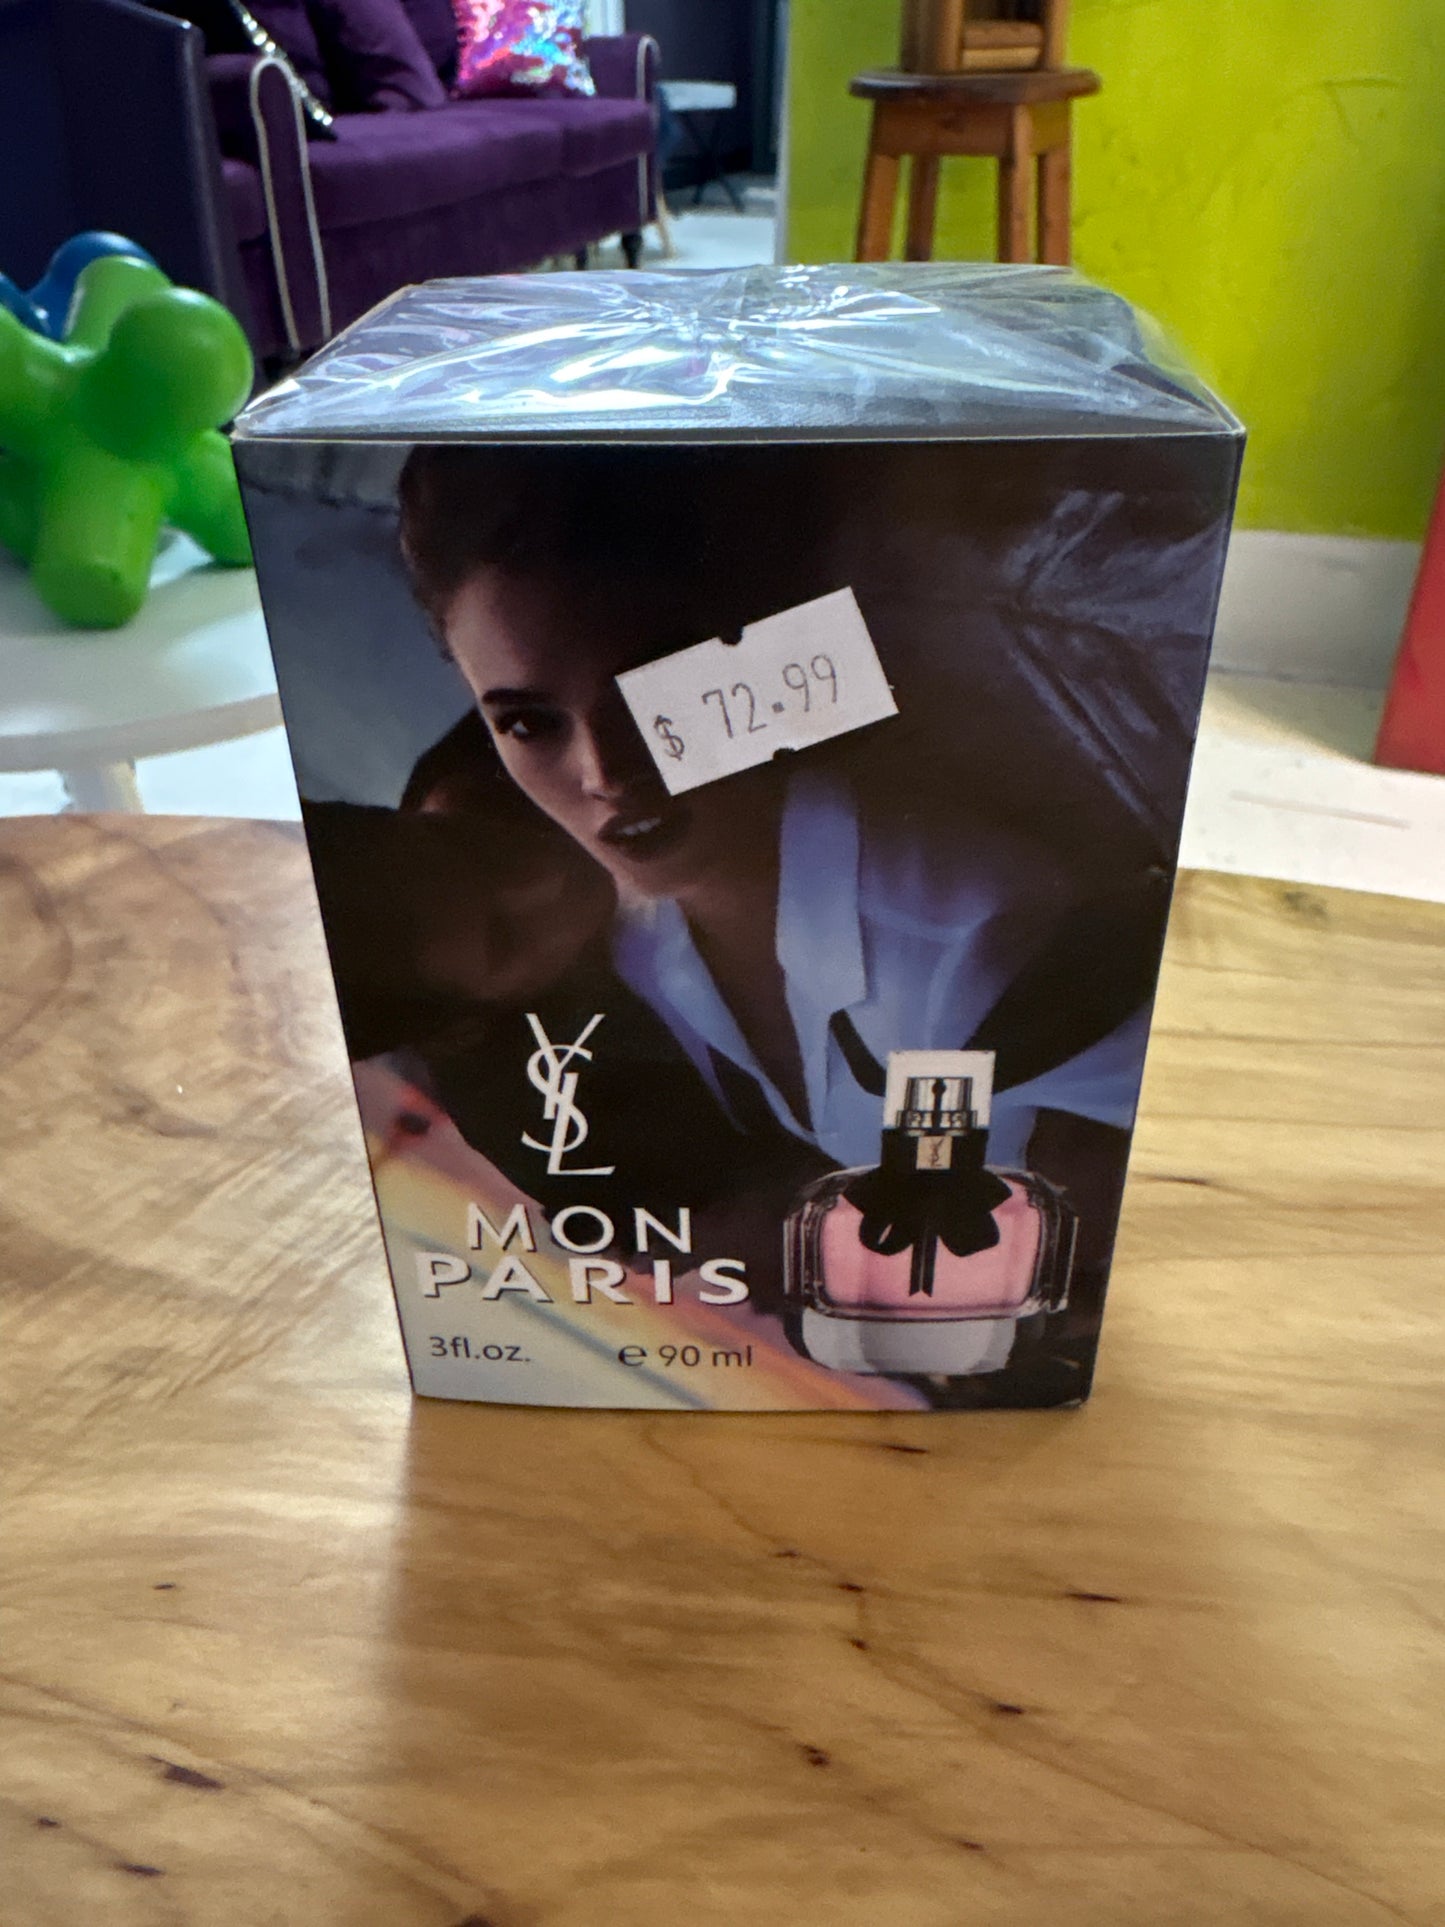 $ 72.99
YSL
MON
PARIS
3fl.oz. e 90 ml